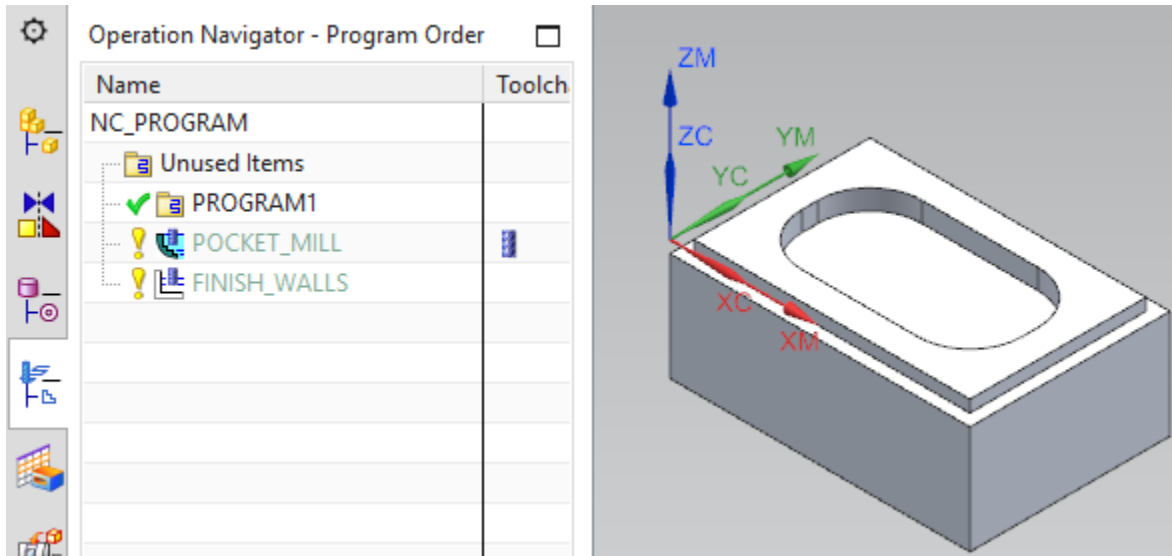 Operation Navigator - Program Order
Name Toolch
NC_PROGRAM
Unused Items
PROGRAM1
POCKET_MILL
FINISH_WALLS
ZM
ZC
YM
YC
XC
XM